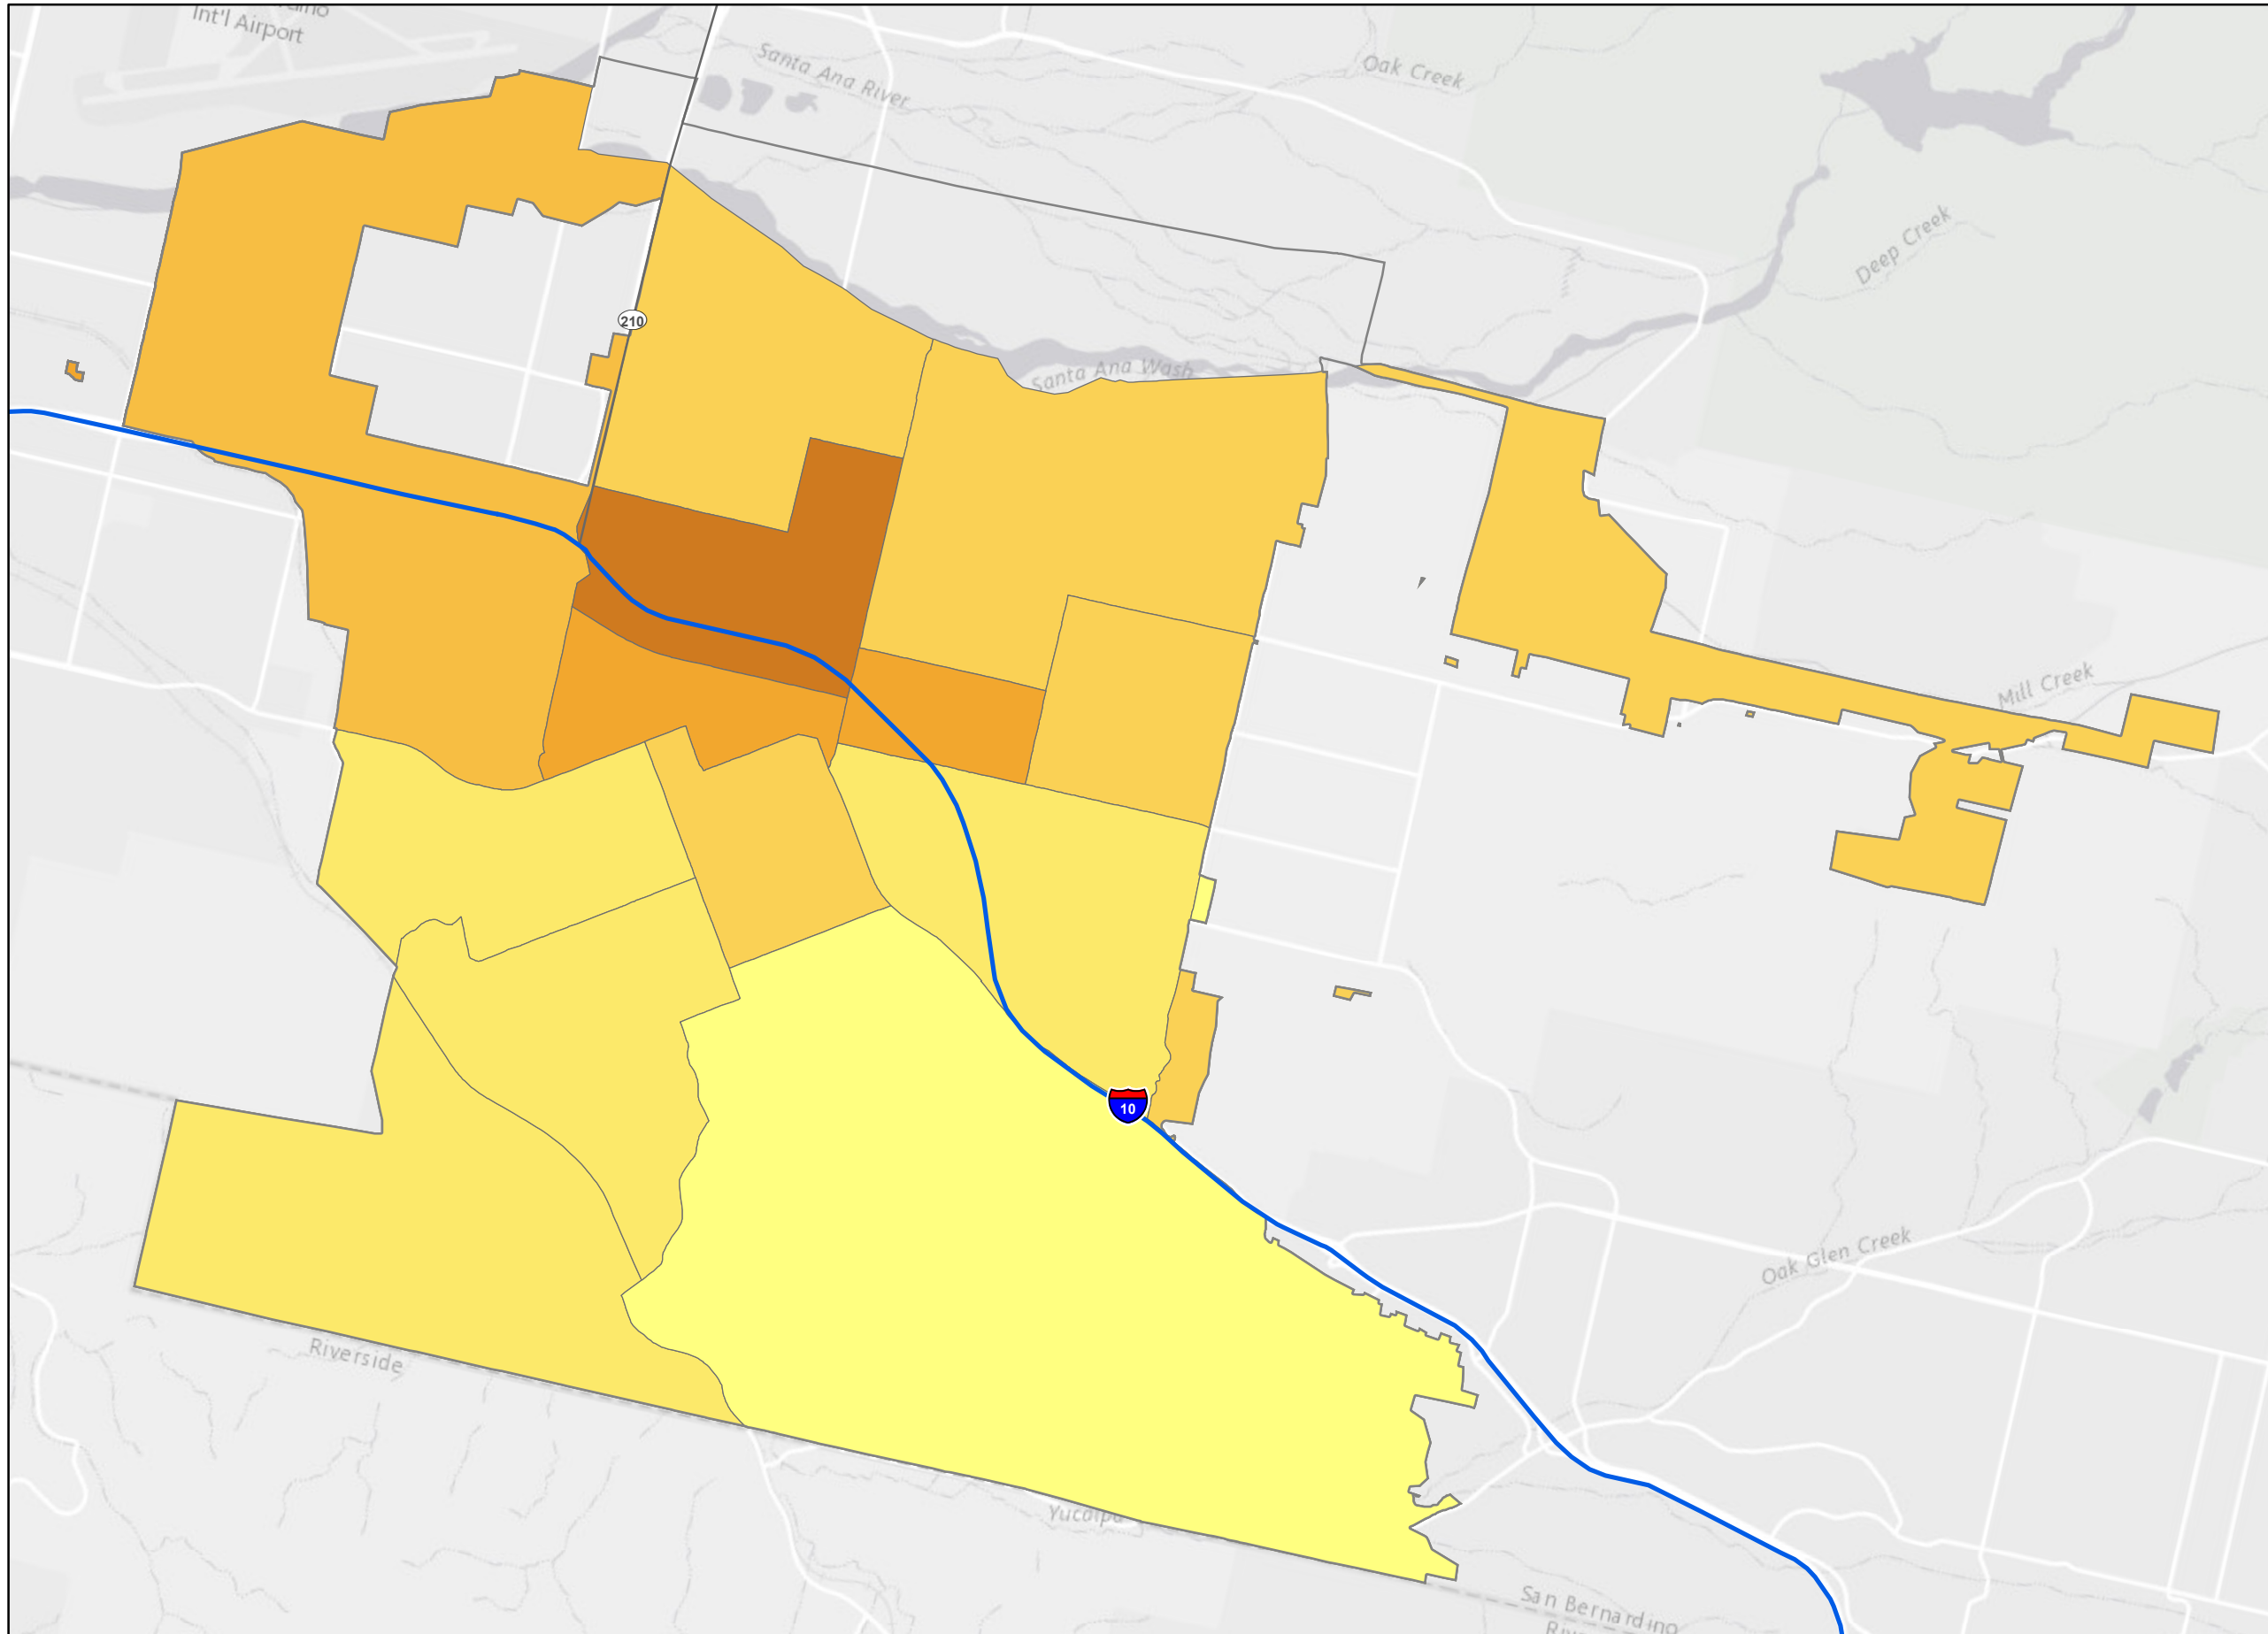 Int'l Airport
Santa Ana River
Oak Creek
Deep Creek
210
Santa Ana Wash
Mill Creek
10
Oak Glen Creek
Riverside
Yucaipa
San Bernardino